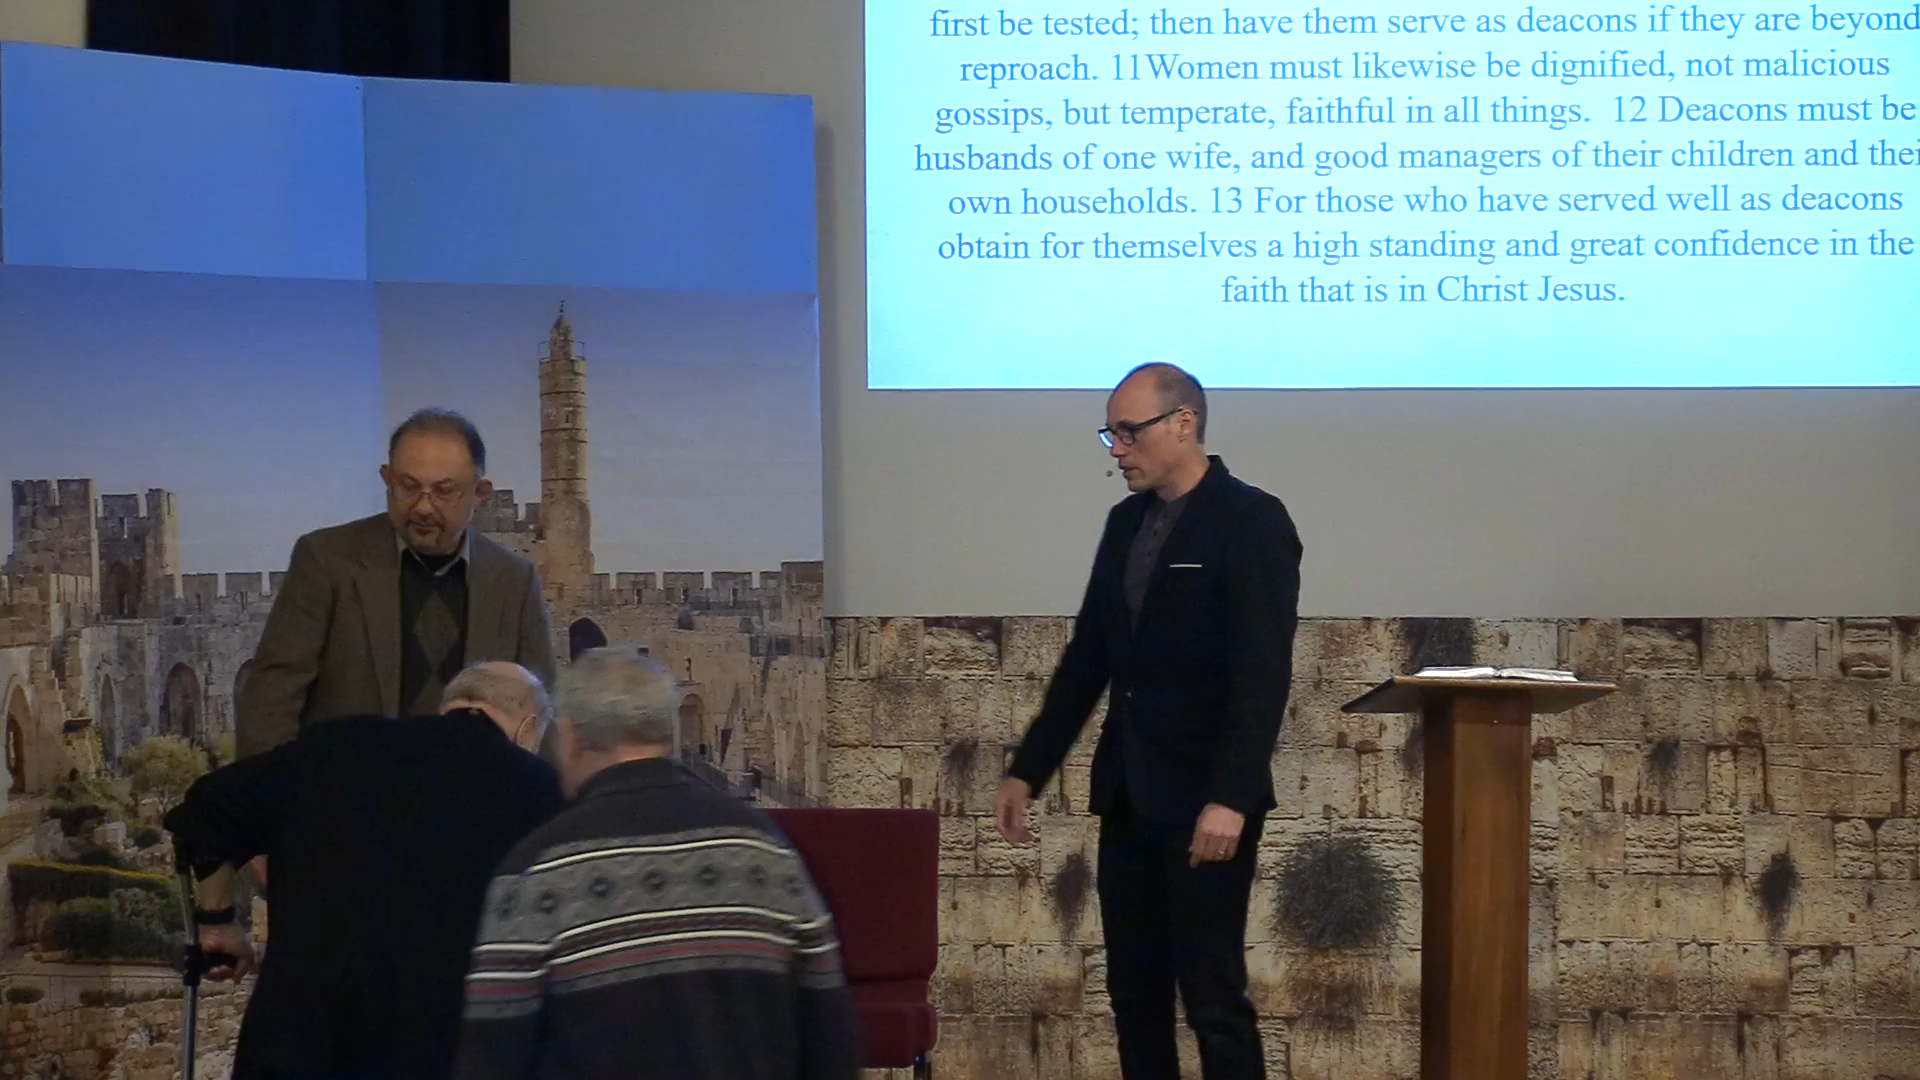 first be tested; then have them serve as deacons if they are beyond
reproach. 11Women must likewise be dignified, not malicious
gossips, but temperate, faithful in all things. 12 Deacons must be
husbands of one wife, and good managers of their children and thei
own households. 13 For those who have served well as deacons
obtain for themselves a high standing and great confidence in the
faith that is in Christ Jesus.